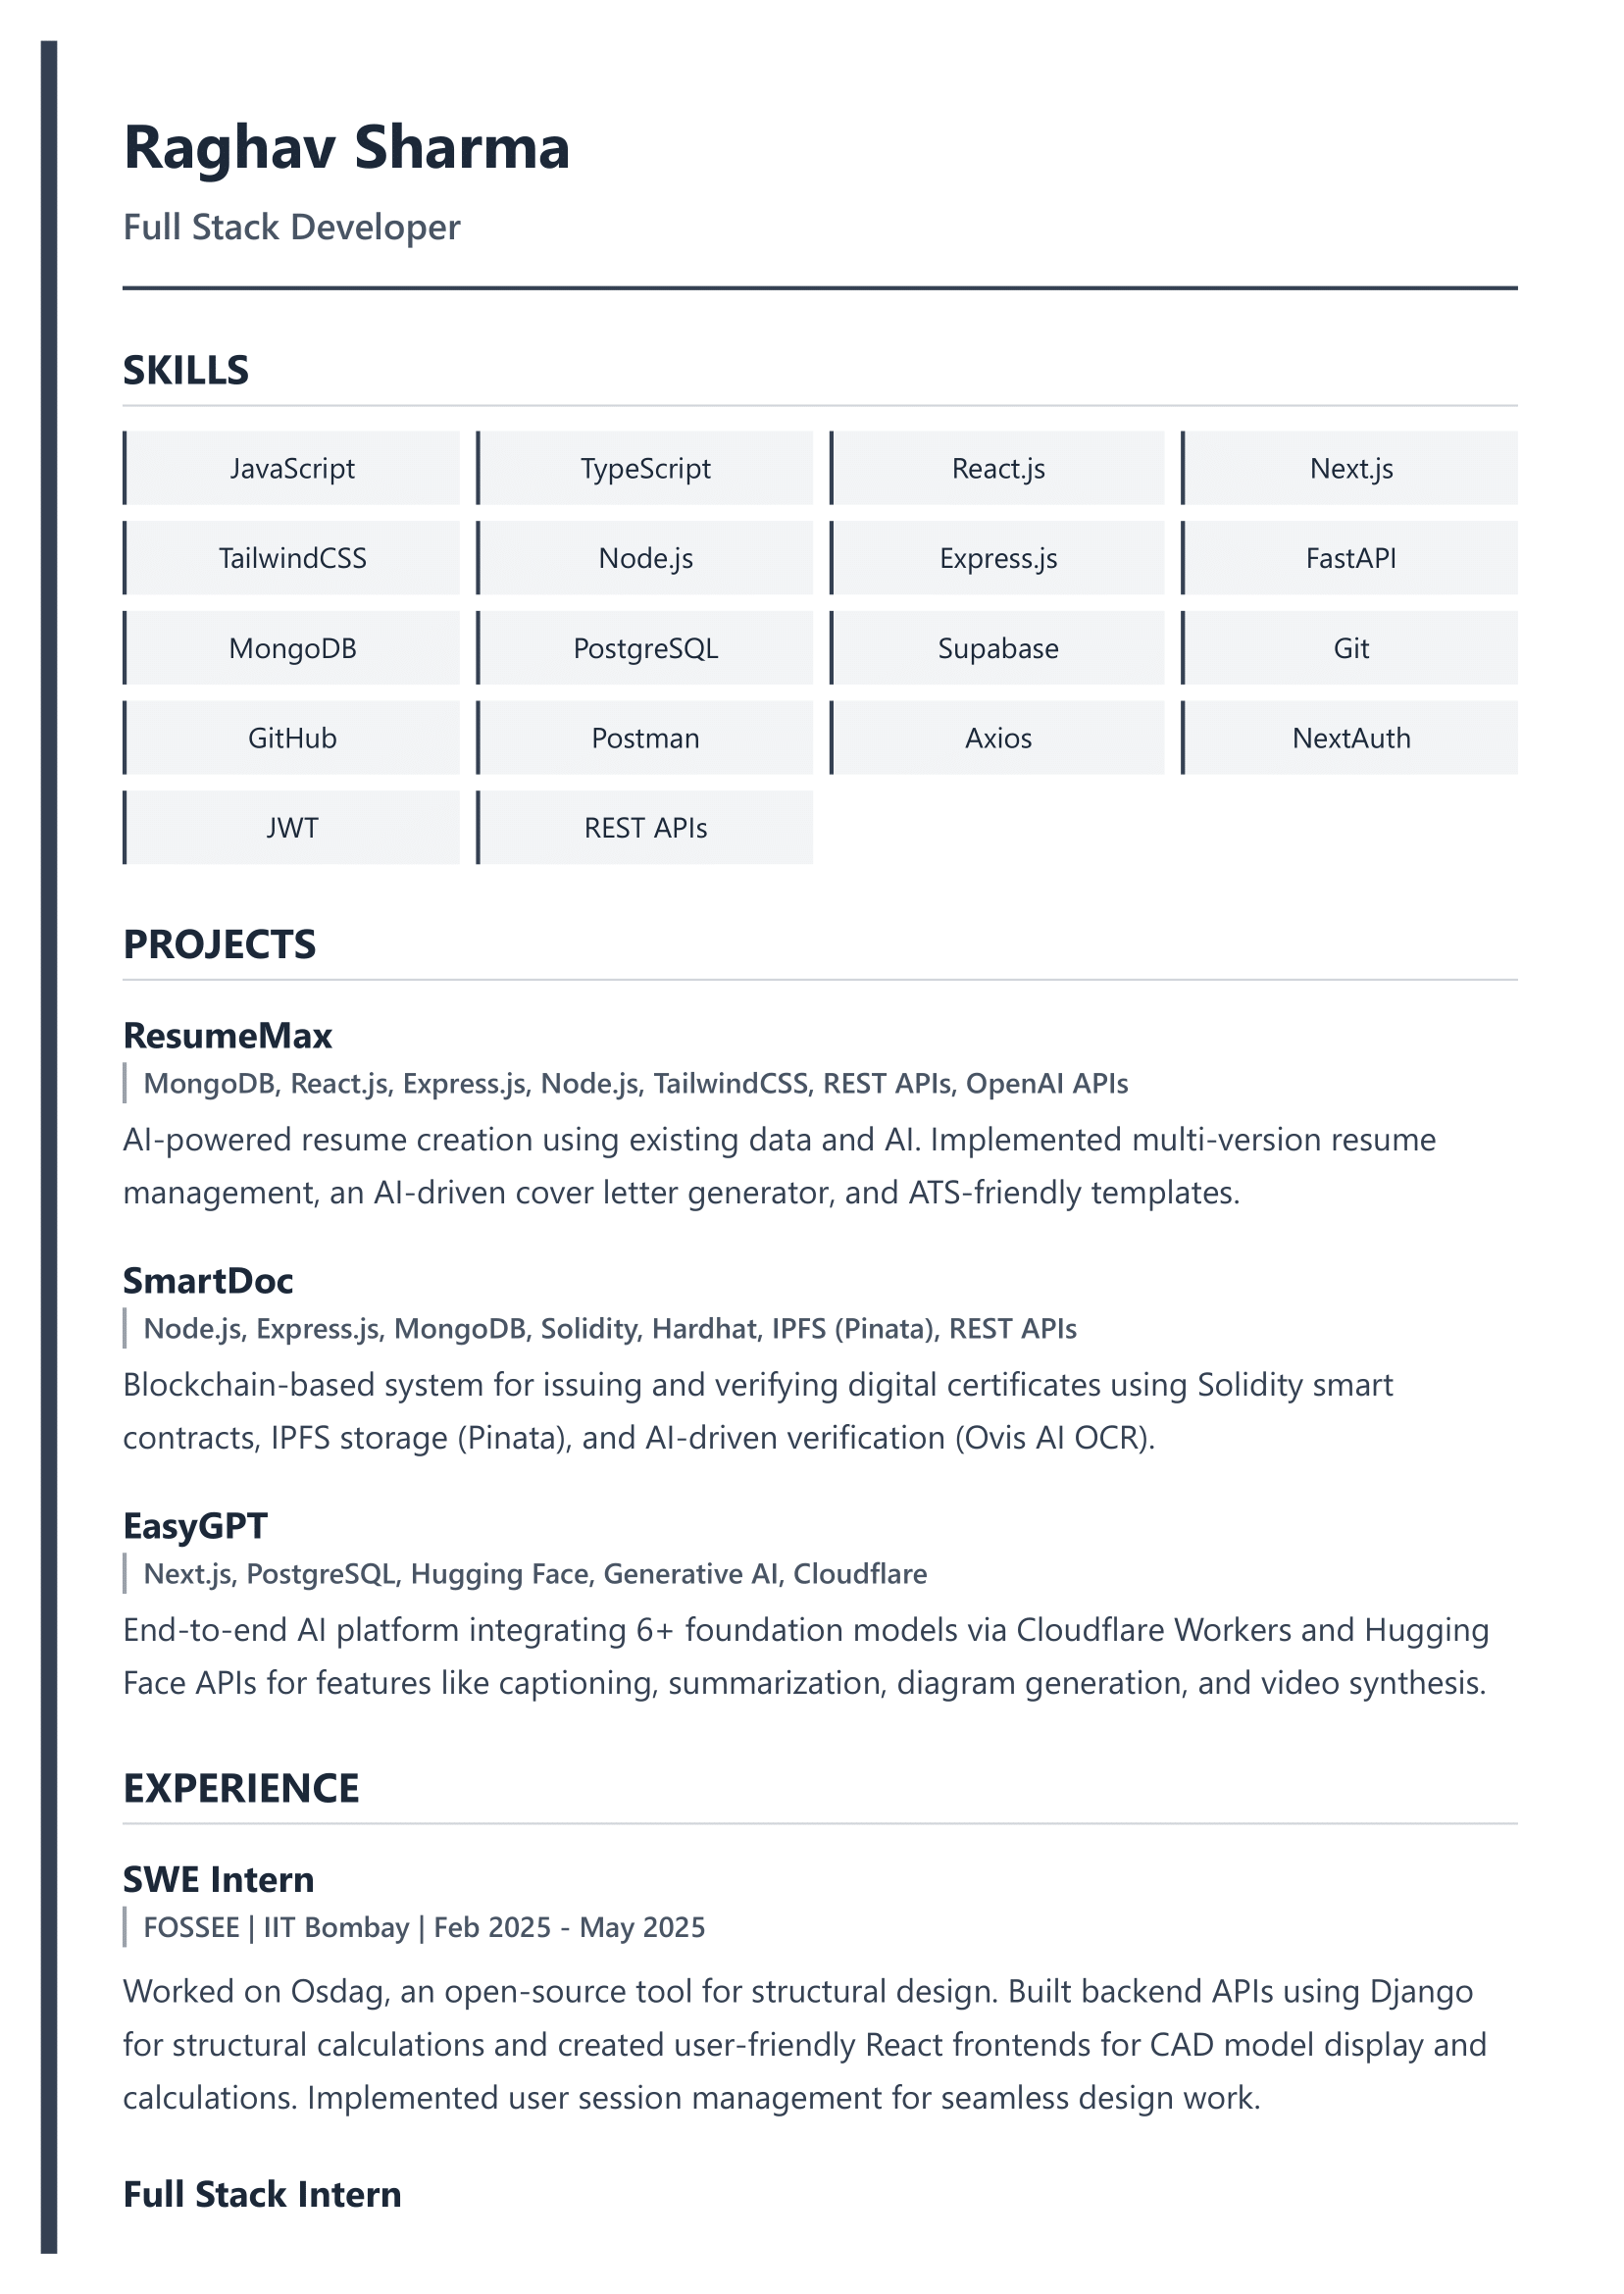 Raghav Sharma
Full Stack Developer
SKILLS
JavaScript
TypeScript
React.js
Next.js
TailwindCSS
Node.js
Express.js
FastAPI
MongoDB
PostgreSQL
Supabase
Git
GitHub
Postman
Axios
NextAuth
JWT
REST APIs
PROJECTS
ResumeMax
MongoDB, React.js, Express.js, Node.js, TailwindCSS, REST APIs, OpenAI APIs
AI-powered resume creation using existing data and AI. Implemented multi-version resume
management, an AI-driven cover letter generator, and ATS-friendly templates.
SmartDoc
Node.js, Express.js, MongoDB, Solidity, Hardhat, IPFS (Pinata), REST APIs
Blockchain-based system for issuing and verifying digital certificates using Solidity smart
contracts, IPFS storage (Pinata), and AI-driven verification (Ovis AI OCR).
EasyGPT
Next.js, PostgreSQL, Hugging Face, Generative AI, Cloudflare
End-to-end AI platform integrating 6+ foundation models via Cloudflare Workers and Hugging
Face APIs for features like captioning, summarization, diagram generation, and video synthesis.
EXPERIENCE
SWE Intern
FOSSEE | IIT Bombay | Feb 2025 - May 2025
Worked on Osdag, an open-source tool for structural design. Built backend APIs using Django
for structural calculations and created user-friendly React frontends for CAD model display and
calculations. Implemented user session management for seamless design work.
Full Stack Intern